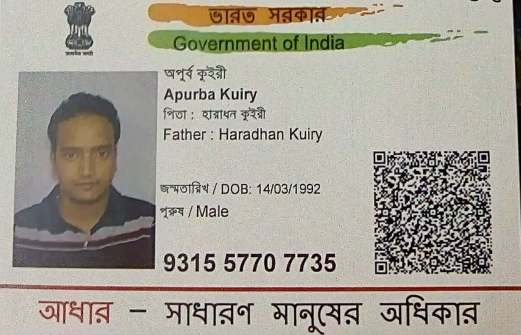 ভারত সরকার
Government of India
অপূর্ব কুইরী
Apurba Kuiry
পিতা : হারাধন কুইরী
Father : Haradhan Kuiry
জন্মতারিখ / DOB: 14/03/1992
পুরুষ / Male
9315 5770 7735
আধার – সাধারণ মানুষের অধিকার